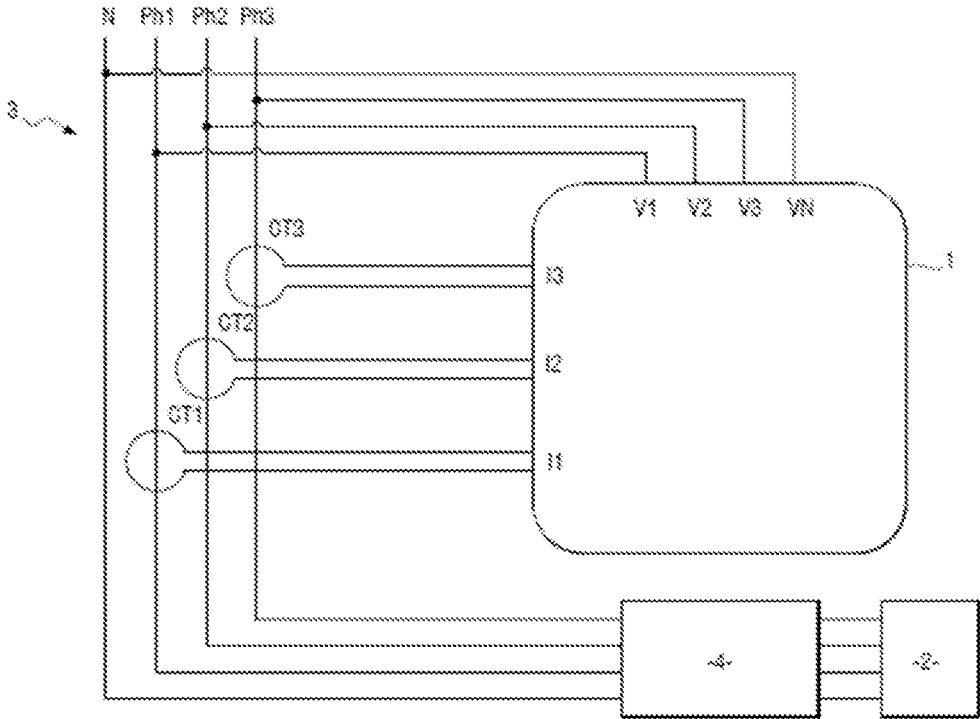 N Ph1 Ph2 Ph3
3
V1 V2 V3 VN
CT3
I3
1
CT2
I2
CT1
I1
-4-
-2-